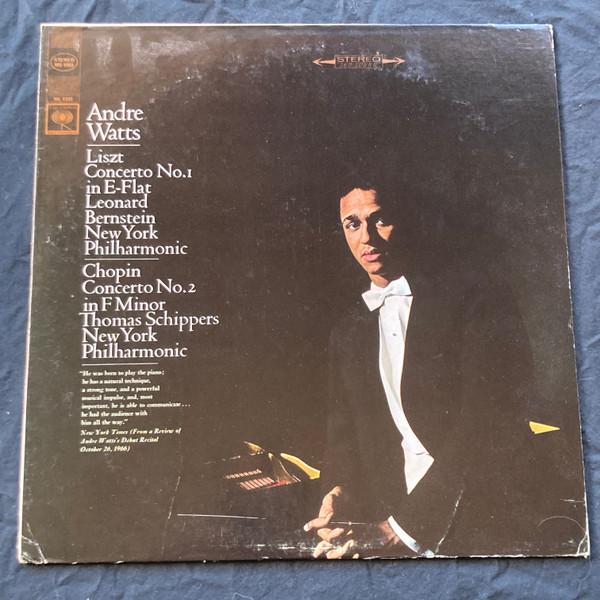 STEREO
STEREO
Andre
Watts
Liszt
Concerto No.1
in E-Flat
Leonard
Bernstein
New York
Philharmonic
Chopin
Concerto No.2
in F Minor
Thomas Schippers
New York
Philharmonic
"He was born to play the piano;
he has a natural technique,
a strong tone, and a powerful
musical impulse, and, most
important, he is able to communicate...
he had the audience with
him all the way."
New York Times (From a Review of
Andre Watts's Debut Recital
October 26, 1966)